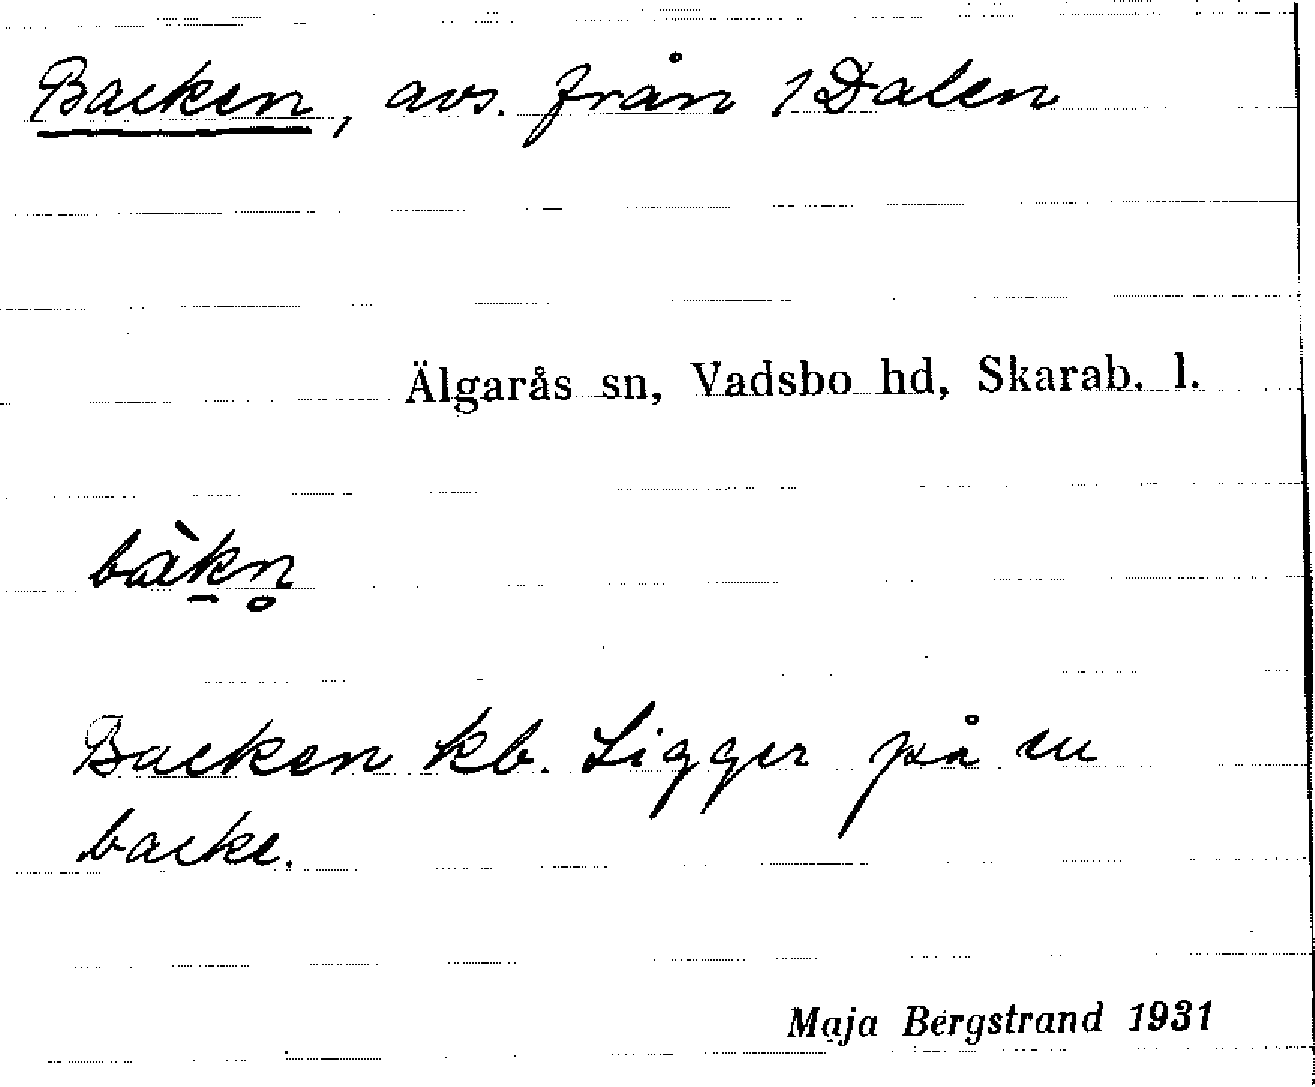 Backen, avs. från 1 Dalen
Älgarås sn, Vadsbo hd, Skarab. l.
bàk̠n̥
Backen kb. Ligger på en
backe.
Maja Bergstrand 1931